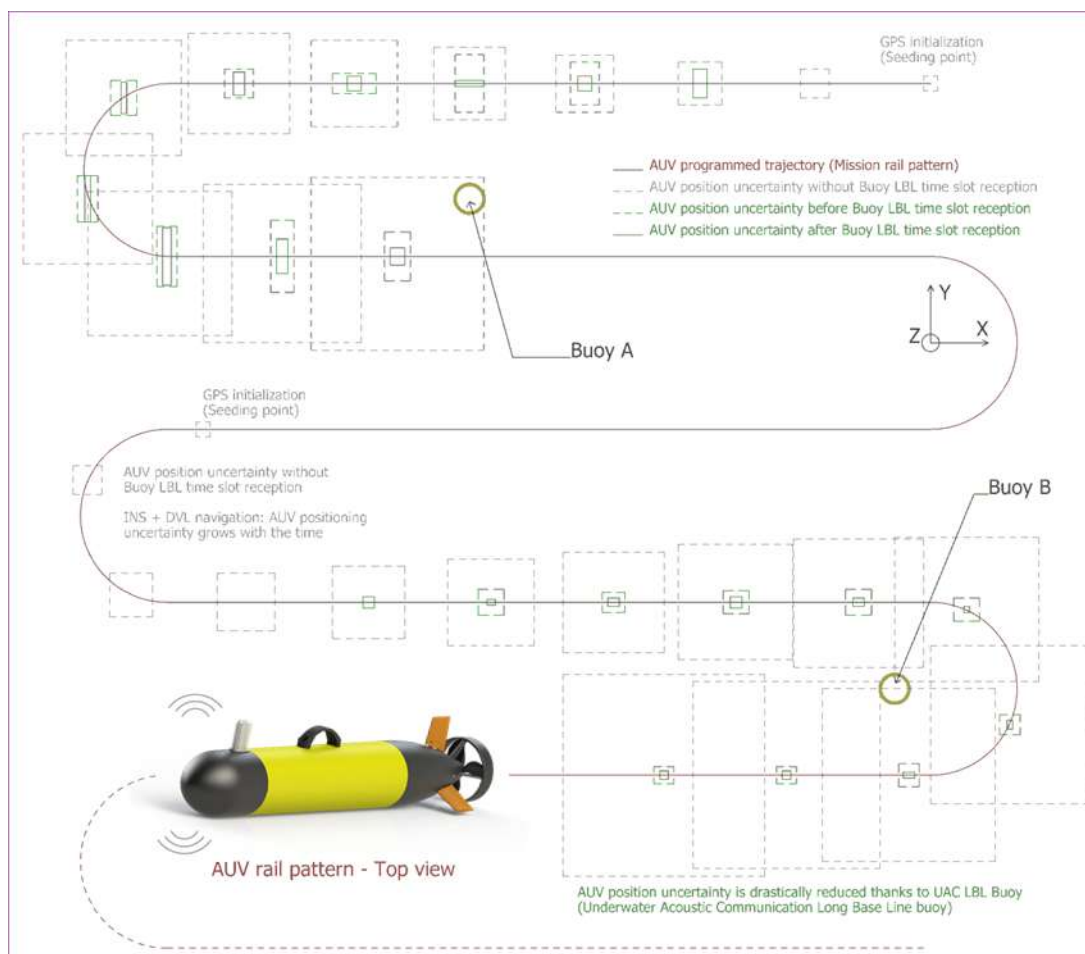 GPS initialization
(Seeding point)
AUV programmed trajectory (Mission rail pattern)
AUV position uncertainty without Buoy LBL time slot reception
AUV position uncertainty before Buoy LBL time slot reception
AUV position uncertainty after Buoy LBL time slot reception
Y
Z
X
Buoy A
GPS initialization
(Seeding point)
AUV position uncertainty without
Buoy LBL time slot reception
INS + DVL navigation: AUV positioning
uncertainty grows with the time
Buoy B
AUV rail pattern - Top view
AUV position uncertainty is drastically reduced thanks to UAC LBL Buoy
(Underwater Acoustic Communication Long Base Line buoy)